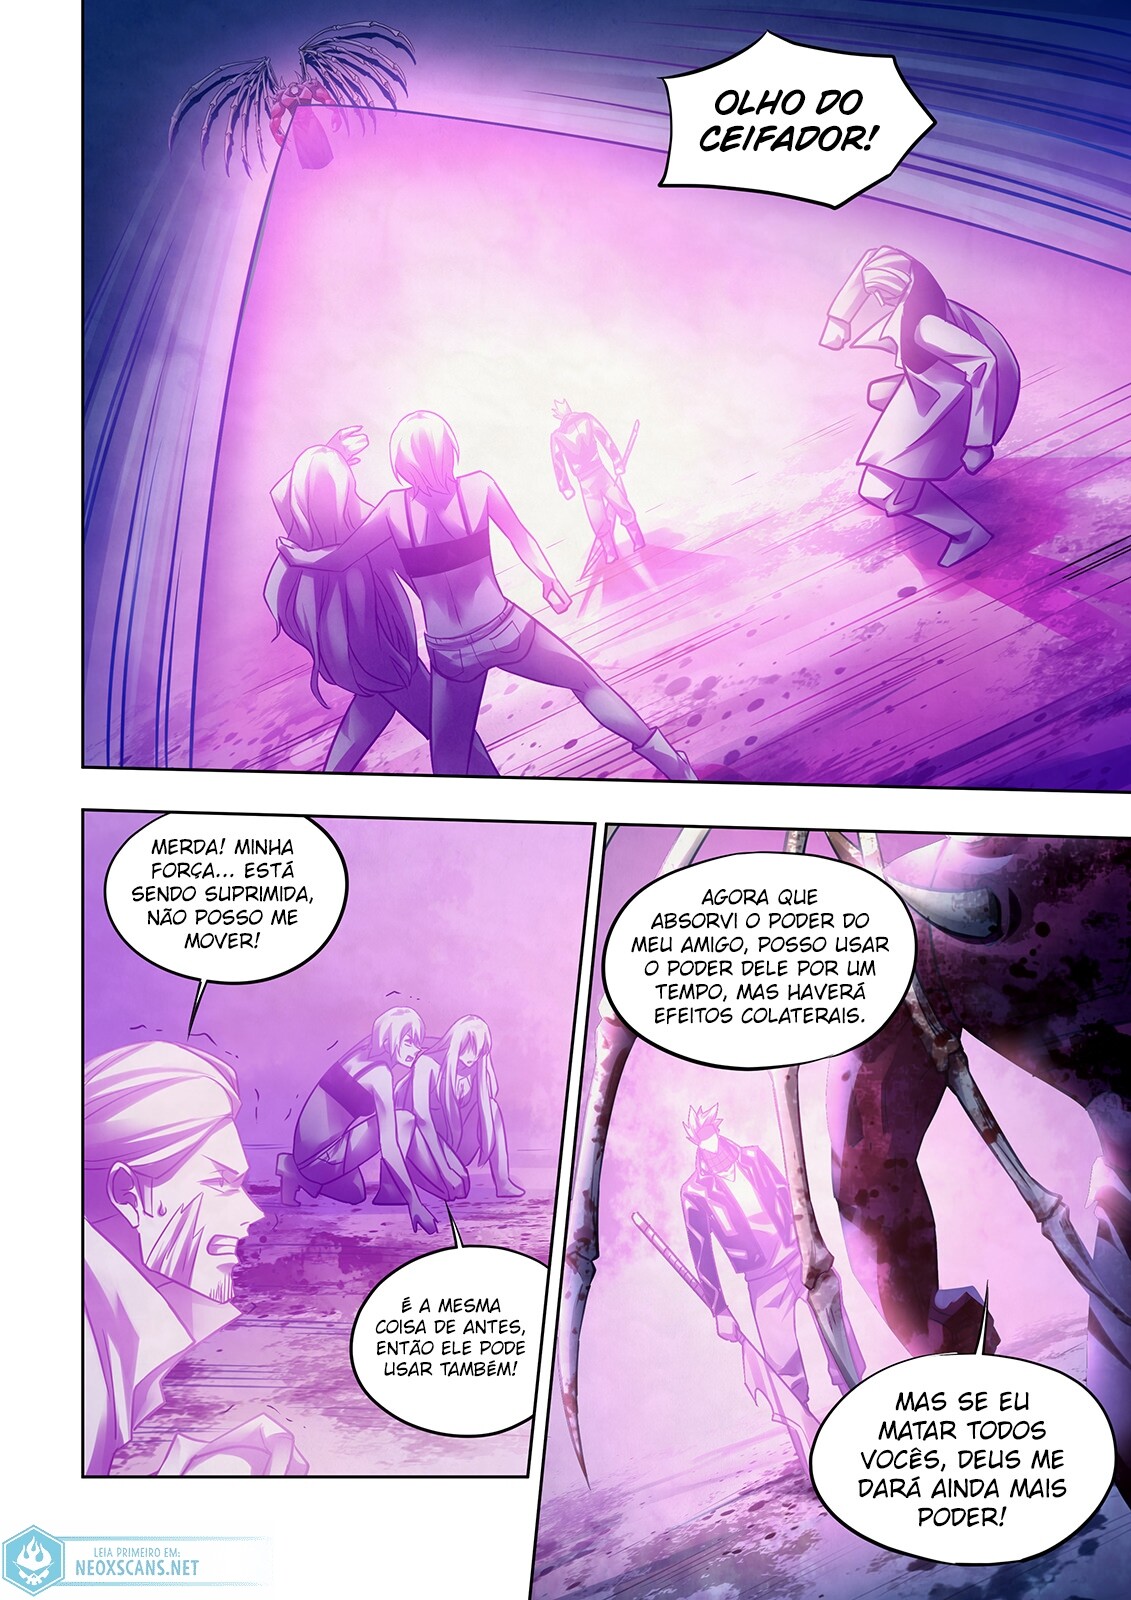 OLHO DO
CEIFADOR!
MERDA! MINHA
FORÇA... ESTÁ
SENDO SUPRIMIDA,
NÃO POSSO ME
MOVER!
É A MESMA
COISA DE ANTES,
ENTÃO ELE PODE
USAR TAMBÉM!
AGORA QUE
ABSORVI O PODER DO
MEU AMIGO, POSSO USAR
O PODER DELE POR UM
TEMPO, MAS HAVERÁ
EFEITOS COLATERAIS.
MAS SE EU
MATAR TODOS
VOCÊS, DEUS ME
DARÁ AINDA MAIS
PODER!
LEIA PRIMEIRO EM:
NEOXSCANS.NET